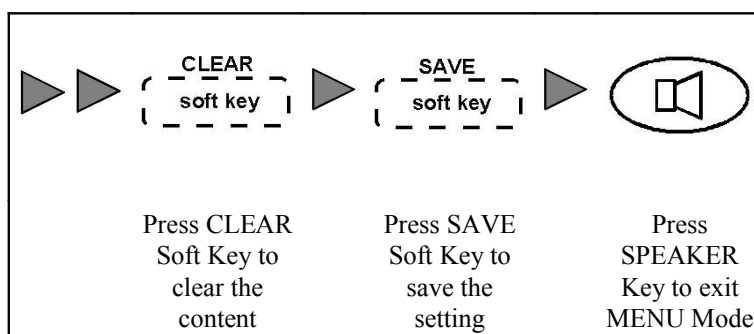 CLEAR
soft key
SAVE
soft key
Press CLEAR
Soft Key to
clear the
content
Press SAVE
Soft Key to
save the
setting
Press
SPEAKER
Key to exit
MENU Mode